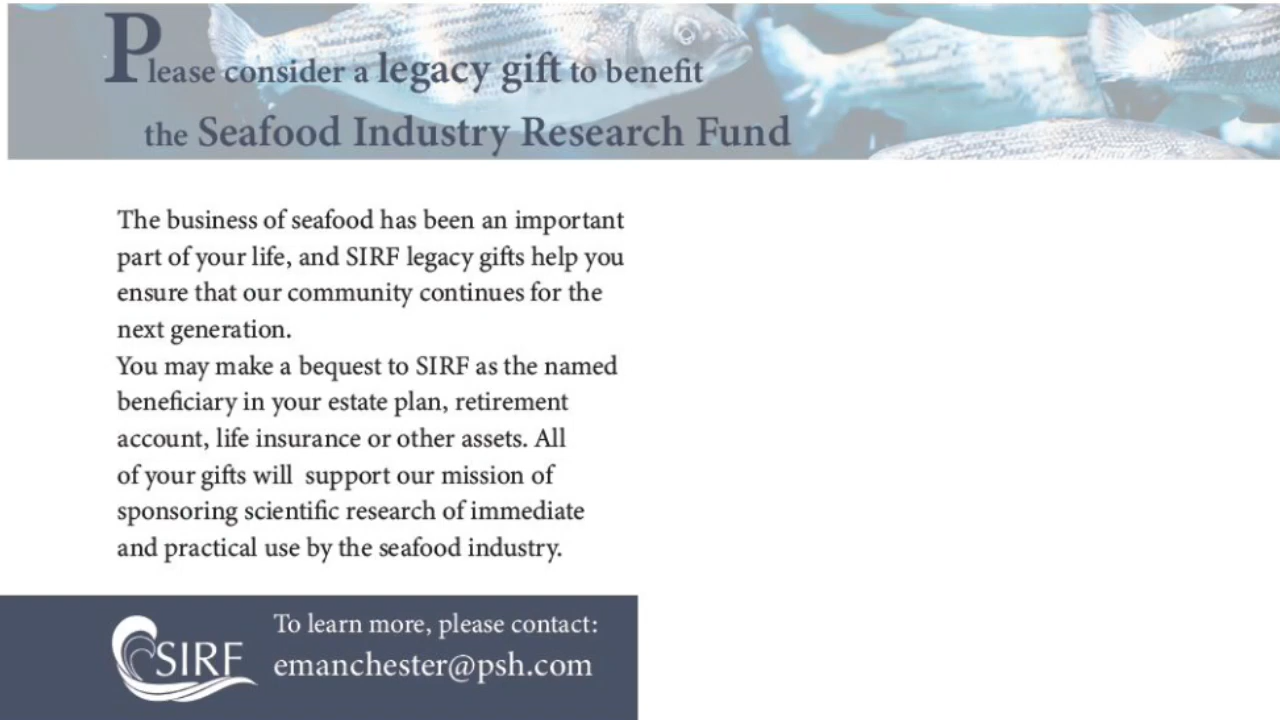 Please consider a legacy gift to benefit
the Seafood Industry Research Fund
The business of seafood has been an important
part of your life, and SIRF legacy gifts help you
ensure that our community continues for the
next generation.
You may make a bequest to SIRF as the named
beneficiary in your estate plan, retirement
account, life insurance or other assets. All
of your gifts will  support our mission of
sponsoring scientific research of immediate
and practical use by the seafood industry.
SIRF
To learn more, please contact:
emanchester@psh.com